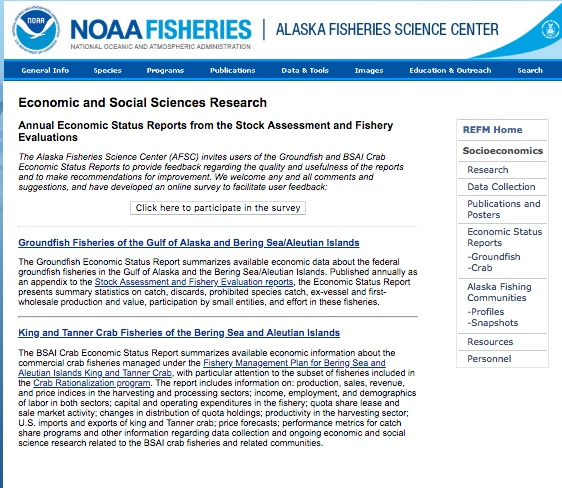 NOAA
NOAA FISHERIES
NATIONAL OCEANIC AND ATMOSPHERIC ADMINISTRATION
ALASKA FISHERIES SCIENCE CENTER
General Info Species Programs Publications Data & Tools Images Education & Outreach Search
Economic and Social Sciences Research
Annual Economic Status Reports from the Stock Assessment and Fishery
Evaluations
The Alaska Fisheries Science Center (AFSC) invites users of the Groundfish and BSAI Crab
Economic Status Reports to provide feedback regarding the quality and usefulness of the reports
and to make recommendations for improvement. We welcome any and all comments and
suggestions, and have developed an online survey to facilitate user feedback:
Click here to participate in the survey
Groundfish Fisheries of the Gulf of Alaska and Bering Sea/Aleutian Islands
The Groundfish Economic Status Report summarizes available economic data about the federal
groundfish fisheries in the Gulf of Alaska and the Bering Sea/Aleutian Islands. Published annually as
an appendix to the Stock Assessment and Fishery Evaluation reports, the Economic Status Report
presents summary statistics on catch, discards, prohibited species catch, ex-vessel and first-
wholesale production and value, participation by small entities, and effort in these fisheries.
King and Tanner Crab Fisheries of the Bering Sea and Aleutian Islands
The BSAI Crab Economic Status Report summarizes available economic information about the
commercial crab fisheries managed under the Fishery Management Plan for Bering Sea and
Aleutian Islands King and Tanner Crab, with particular attention to the subset of fisheries included in
the Crab Rationalization program. The report includes information on: production, sales, revenue,
and price indices in the harvesting and processing sectors; income, employment, and demographics
of labor in both sectors; capital and operating expenditures in the fishery; quota share lease and
sale market activity; changes in distribution of quota holdings; productivity in the harvesting sector;
U.S. imports and exports of king and Tanner crab; price forecasts; performance metrics for catch
share programs and other information regarding data collection and ongoing economic and social
science research related to the BSAI crab fisheries and related communities.
REFM Home
Socioeconomics
Research
Data Collection
Publications and
Posters
Economic Status
Reports
-Groundfish
-Crab
Alaska Fishing
Communities
-Profiles
-Snapshots
Resources
Personnel